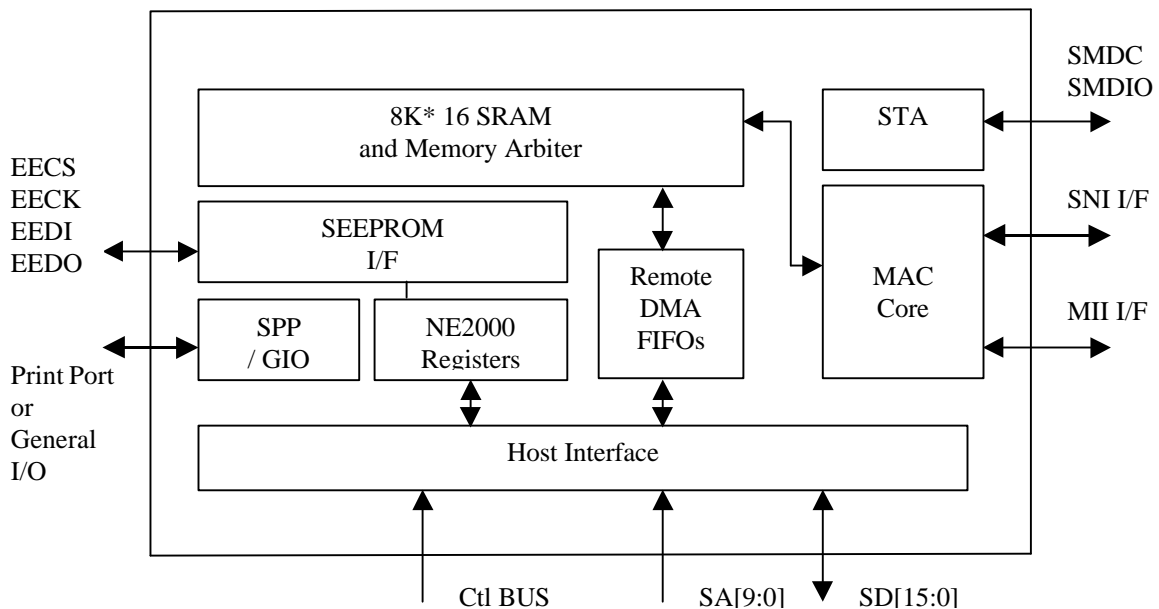 SMDC
SMDIO
8K* 16 SRAM
and Memory Arbiter
STA
EECS
EECK
EEDI
EEDO
SEEPROM
I/F
SNI I/F
Remote
DMA
FIFOs
MAC
Core
SPP
/ GIO
NE2000
Registers
MII I/F
Print Port
or
General
I/O
Host Interface
Ctl BUS
SA[9:0]
SD[15:0]